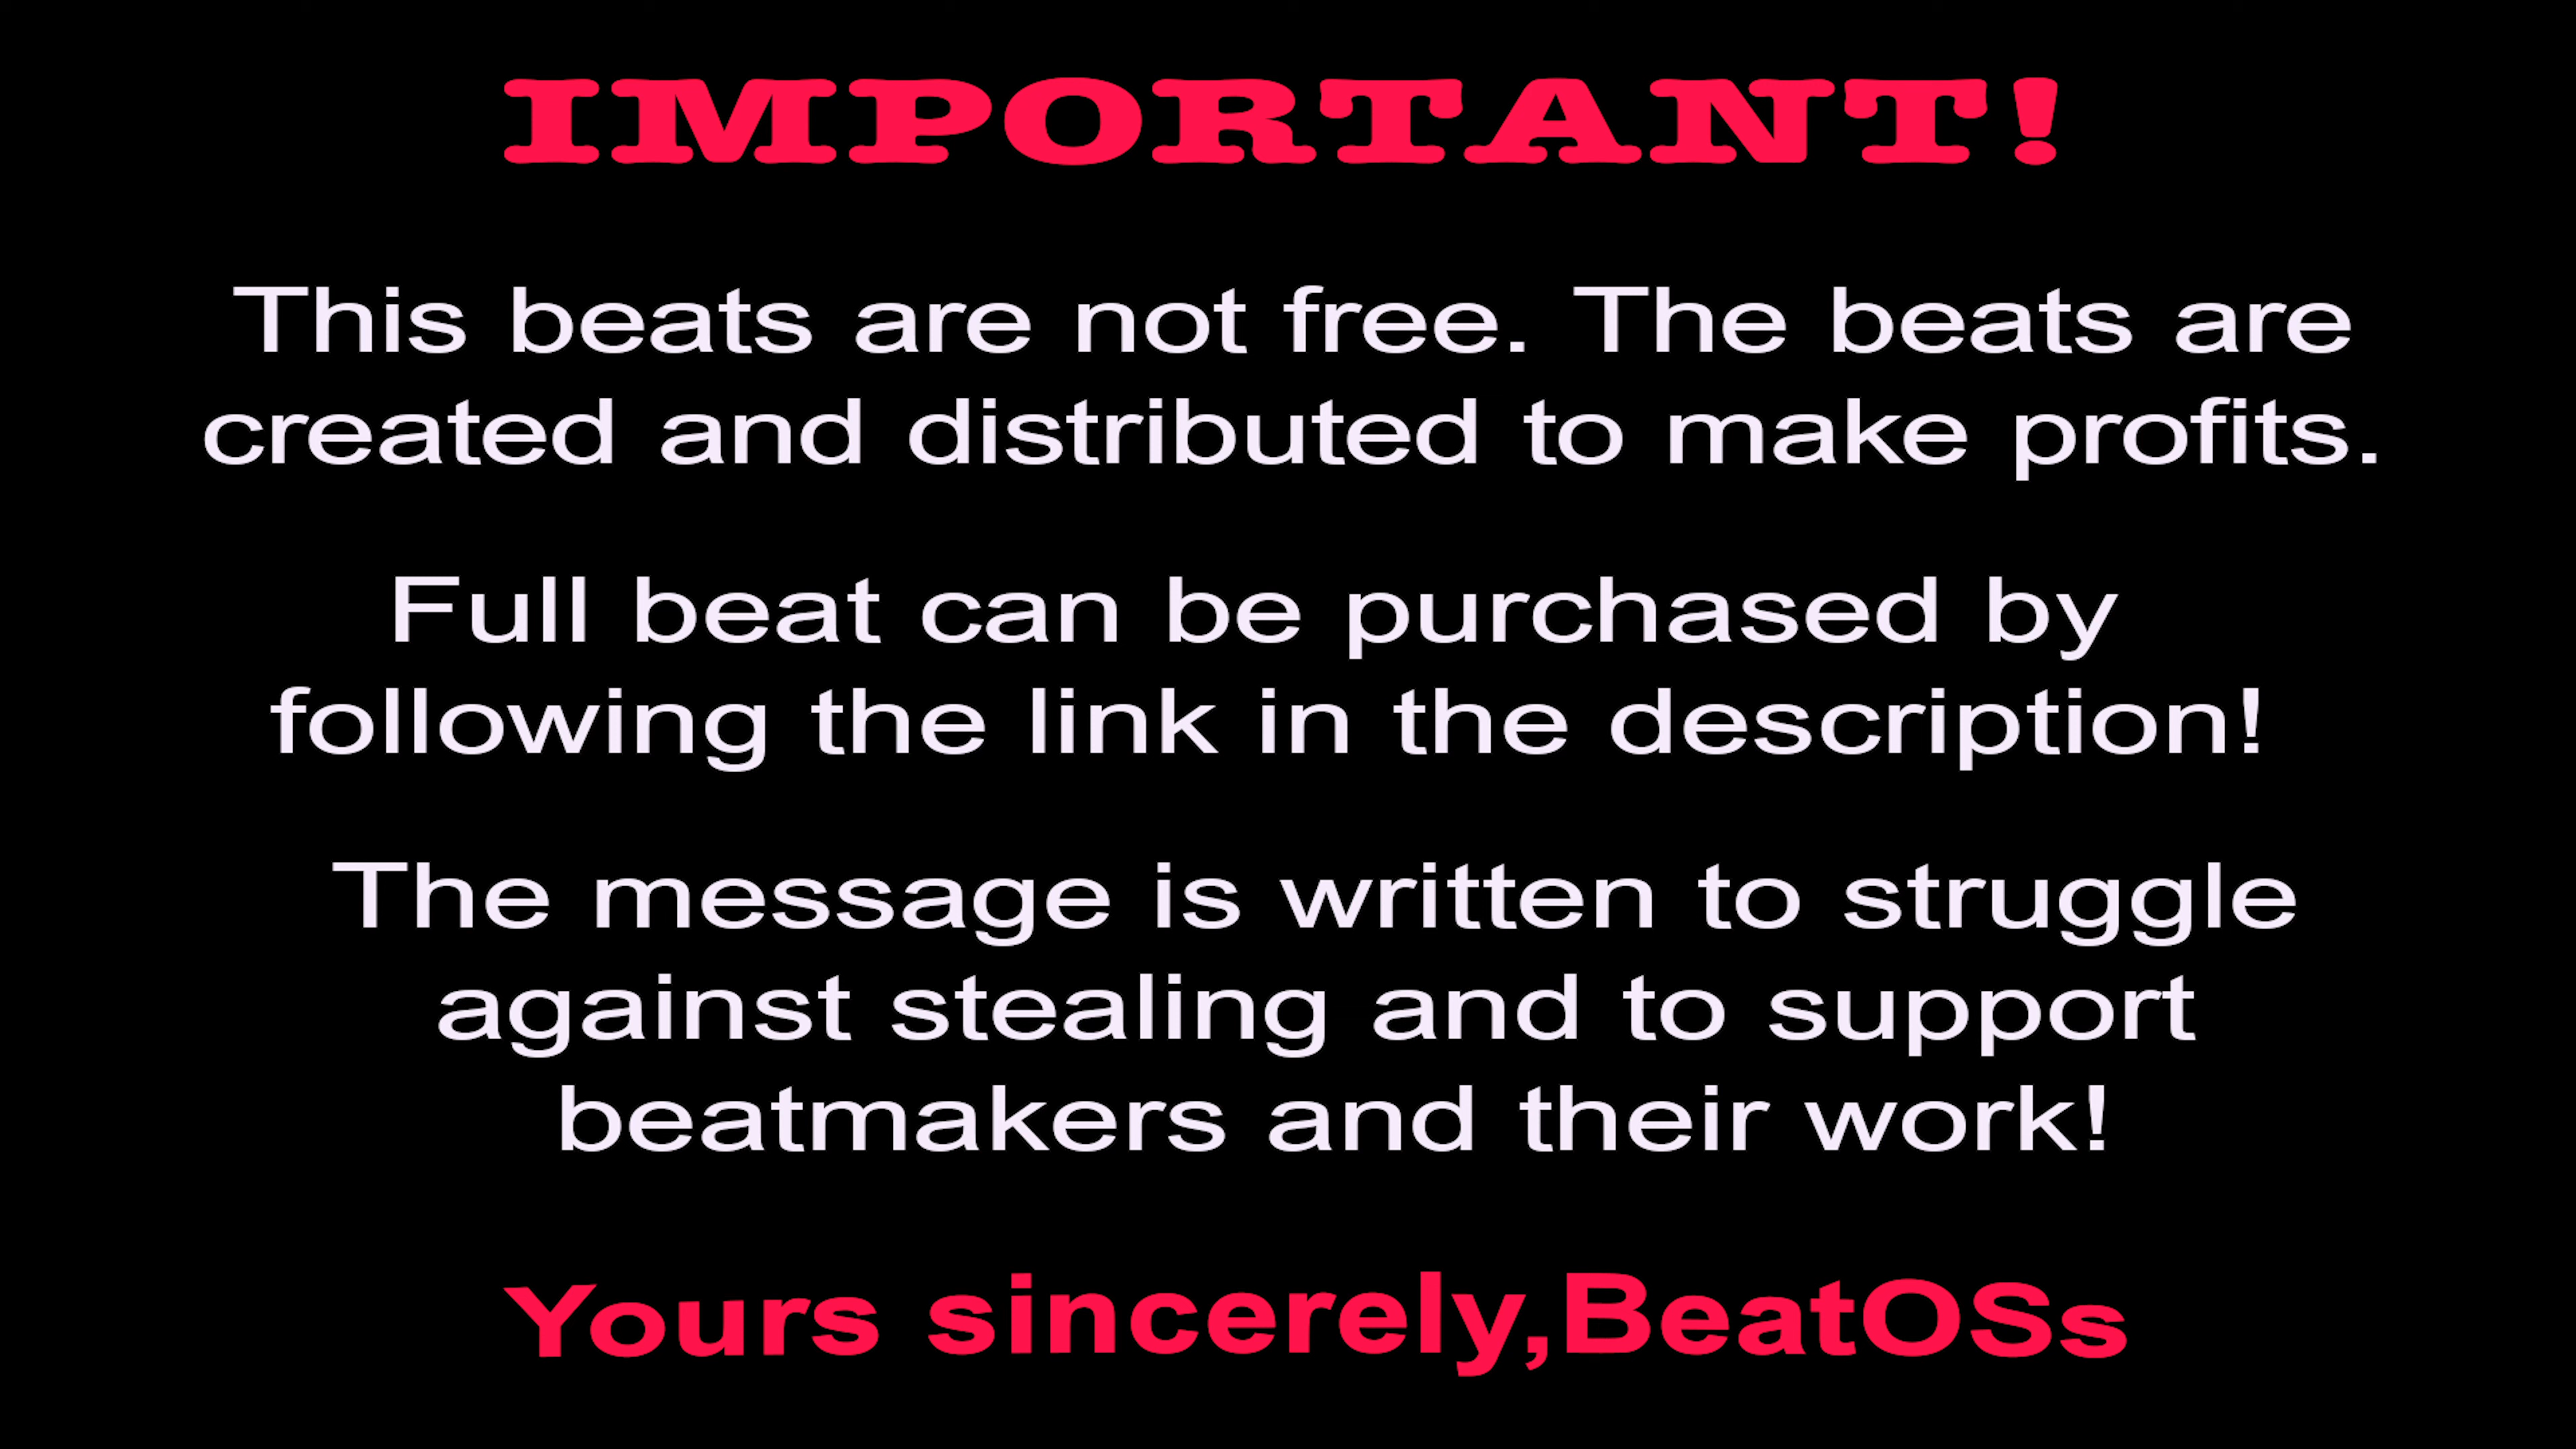 IMPORTANT!
This beats are not free. The beats are
created and distributed to make profits.
Full beat can be purchased by
following the link in the description!
The message is written to struggle
against stealing and to support
beatmakers and their work!
Yours sincerely,BeatOSs